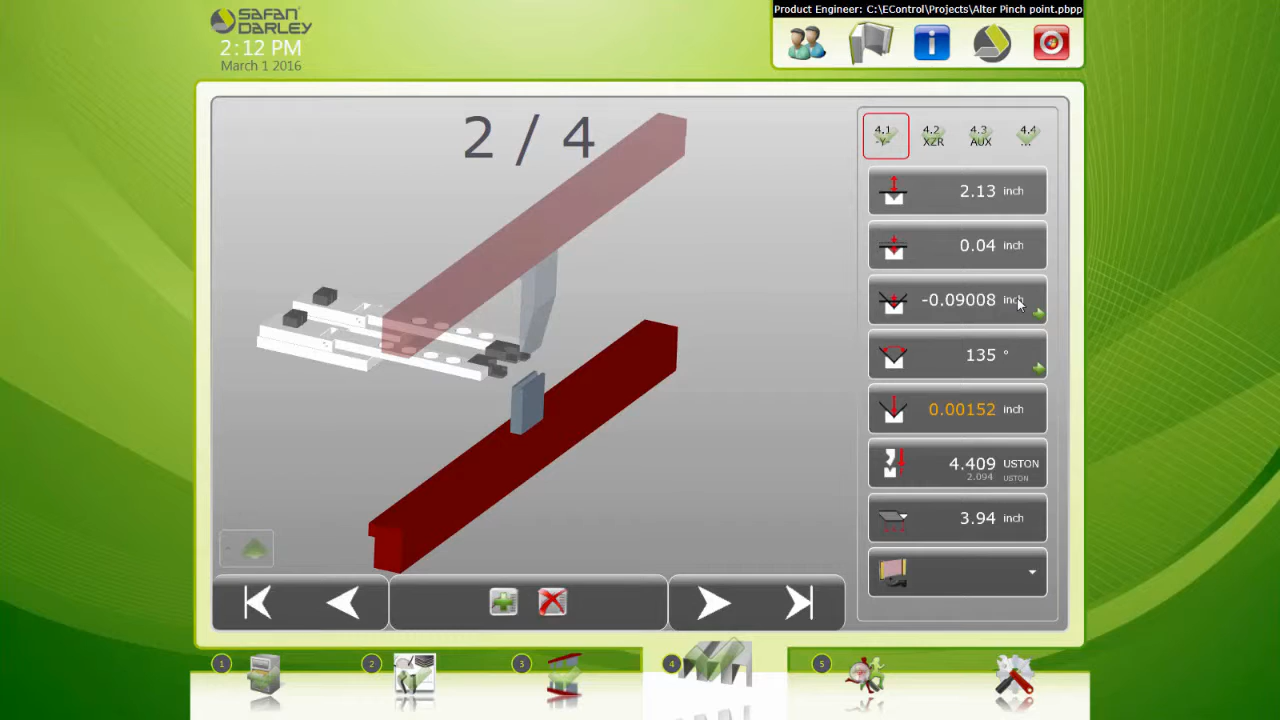 SAFAN
DARLEY
2:12 PM
March 1 2016
Product Engineer: C:\EControl\Projects\Alter Pinch point.pbpp
2 / 4
4.1
-Y-
4.2
XZR
4.3
AUX
4.4
...
2.13 inch
0.04 inch
-0.09008 inch
135 °
0.00152 inch
4.409 USTON
2.094 USTON
3.94 inch
1
2
3
4
5